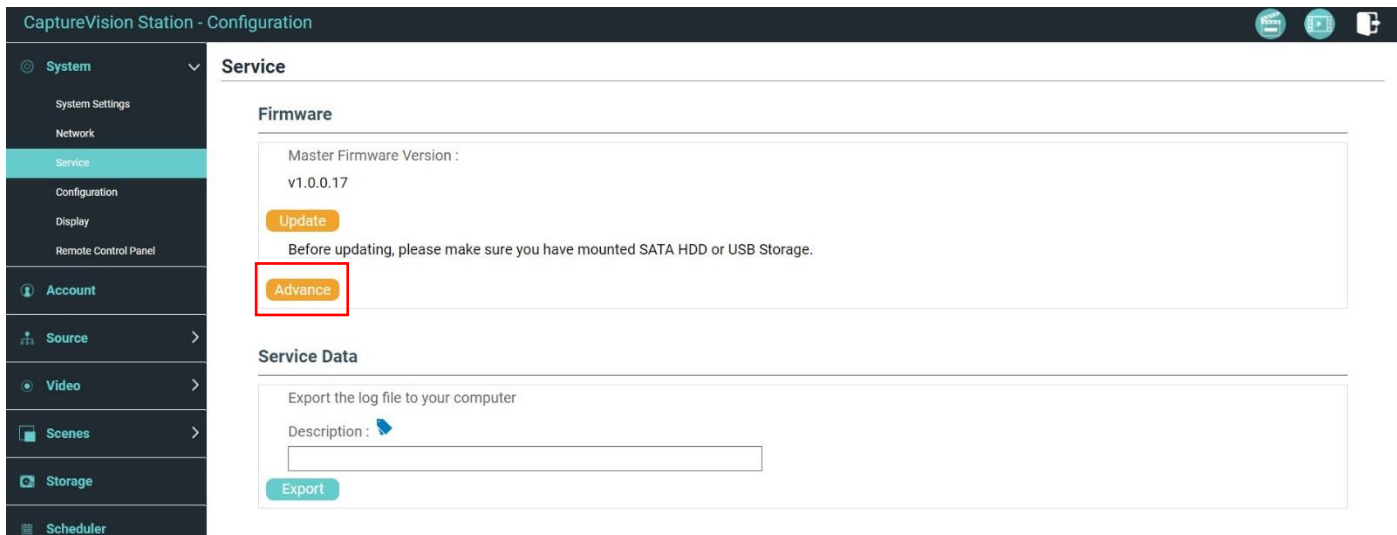 CaptureVision Station - Configuration
System
System Settings
Network
Service
Configuration
Display
Remote Control Panel
Account
Source
Video
Scenes
Storage
Scheduler
Service
Firmware
Master Firmware Version :
v1.0.0.17
Update
Before updating, please make sure you have mounted SATA HDD or USB Storage.
Advance
Service Data
Export the log file to your computer
Description :
Export